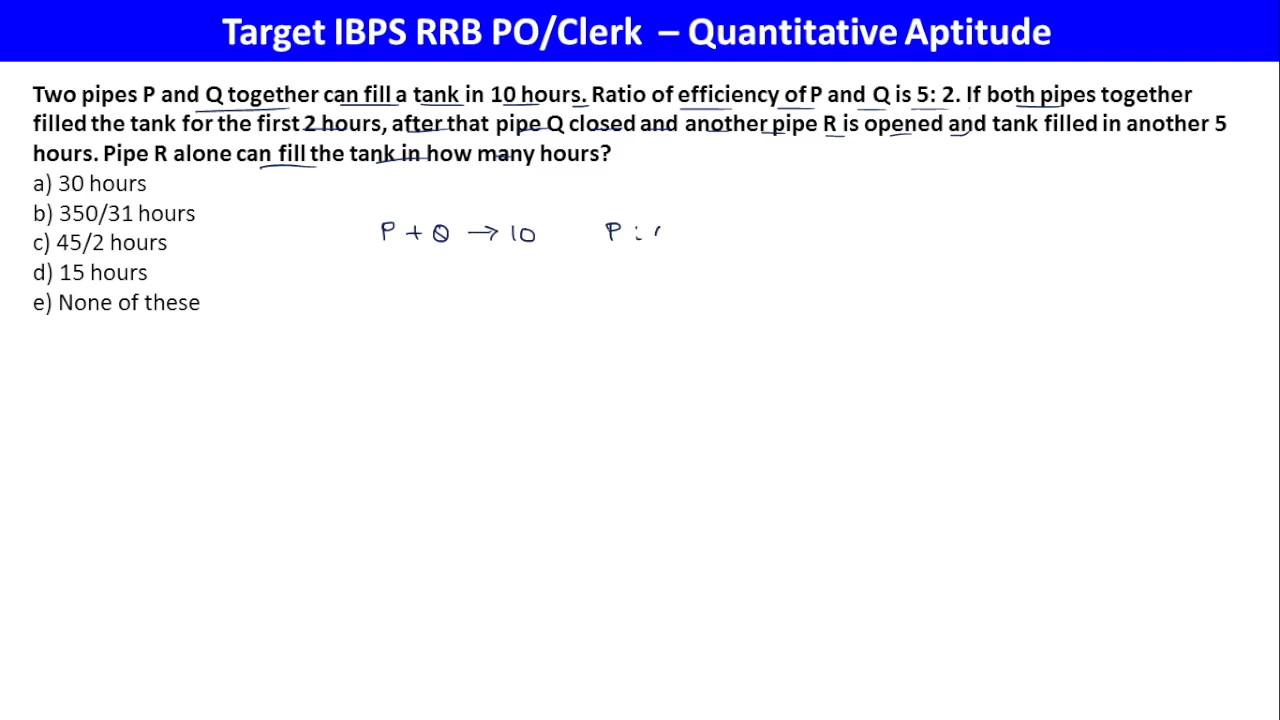 Target IBPS RRB PO/Clerk – Quantitative Aptitude
Two pipes P and Q together can fill a tank in 10 hours. Ratio of efficiency of P and Q is 5: 2. If both pipes together
filled the tank for the first 2 hours, after that pipe Q closed and another pipe R is opened and tank filled in another 5
hours. Pipe R alone can fill the tank in how many hours?
a) 30 hours
b) 350/31 hours
c) 45/2 hours
d) 15 hours
e) None of these
P + Q → 10 P :